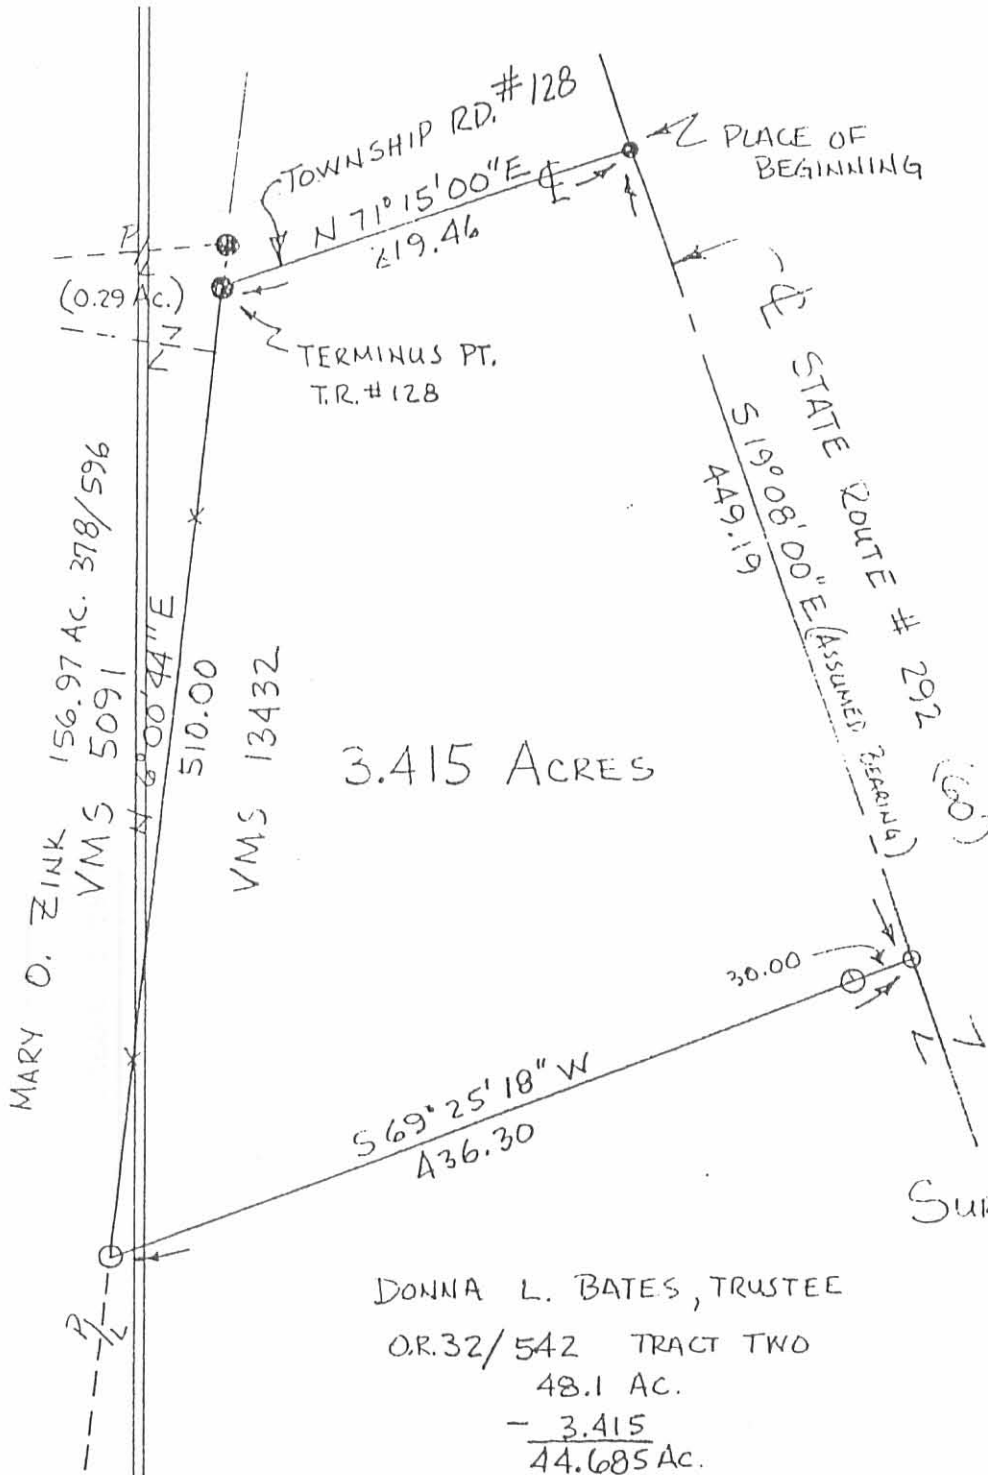 TOWNSHIP RD. #128
N 71° 15' 00" E ℄
219.46
PLACE OF
BEGINNING
P/L
(0.29 Ac.)
TERMINUS PT.
T.R. #128
℄ STATE ROUTE # 292 (60')
S 19° 08' 00" E (ASSUMED BEARING)
449.19
MARY O. ZINK 156.97 AC. 378/596
VMS 5091
N 6° 00' 44" E
510.00
VMS 13432
3.415 ACRES
30.00
S 69° 25' 18" W
436.30
P/L
DONNA L. BATES, TRUSTEE
O.R. 32/542 TRACT TWO
48.1 AC.
- 3.415
44.685 AC.